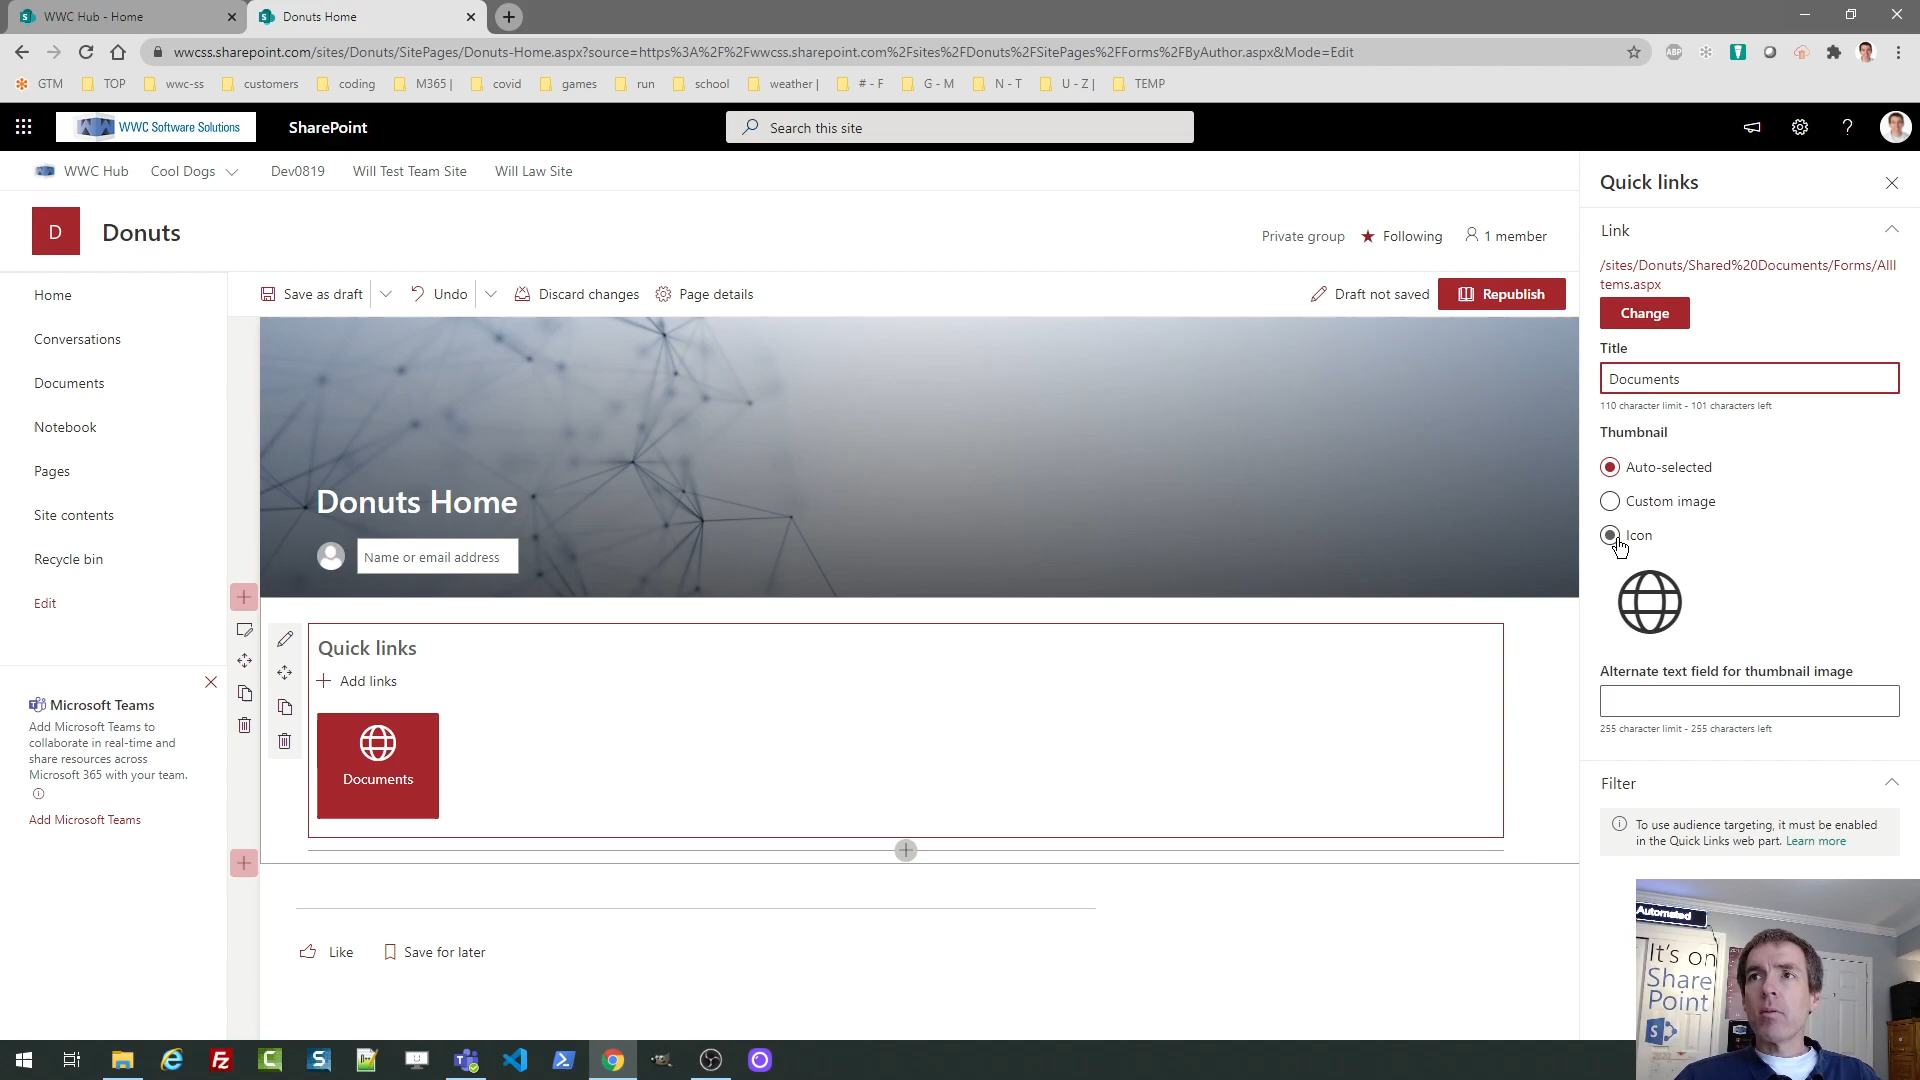 WWC Hub - Home
Donuts Home
wwcss.sharepoint.com/sites/Donuts/SitePages/Donuts-Home.aspx?source=https%3A%2F%2Fwwcss.sharepoint.com%2Fsites%2FDonuts%2FSitePages%2FForms%2FByAuthor.aspx&Mode=Edit
ABP
GTM
TOP
wwc-ss
customers
coding
M365 |
covid
games
run
school
weather |
# - F
G - M
N - T
U - Z |
TEMP
WWC Software Solutions
SharePoint
Search this site
WWC Hub
Cool Dogs
Dev0819
Will Test Team Site
Will Law Site
D
Donuts
Private group
Following
1 member
Home
Conversations
Documents
Notebook
Pages
Site contents
Recycle bin
Edit
Microsoft Teams
Add Microsoft Teams to
collaborate in real-time and
share resources across
Microsoft 365 with your team.
Add Microsoft Teams
Save as draft
Undo
Discard changes
Page details
Draft not saved
Republish
Donuts Home
Name or email address
Quick links
Add links
Documents
Like
Save for later
Quick links
Link
/sites/Donuts/Shared%20Documents/Forms/AllI
tems.aspx
Change
Title
Documents
110 character limit - 101 characters left
Thumbnail
Auto-selected
Custom image
Icon
Alternate text field for thumbnail image
255 character limit - 255 characters left
Filter
To use audience targeting, it must be enabled
in the Quick Links web part. Learn more
Automated
It's on
Share
Point